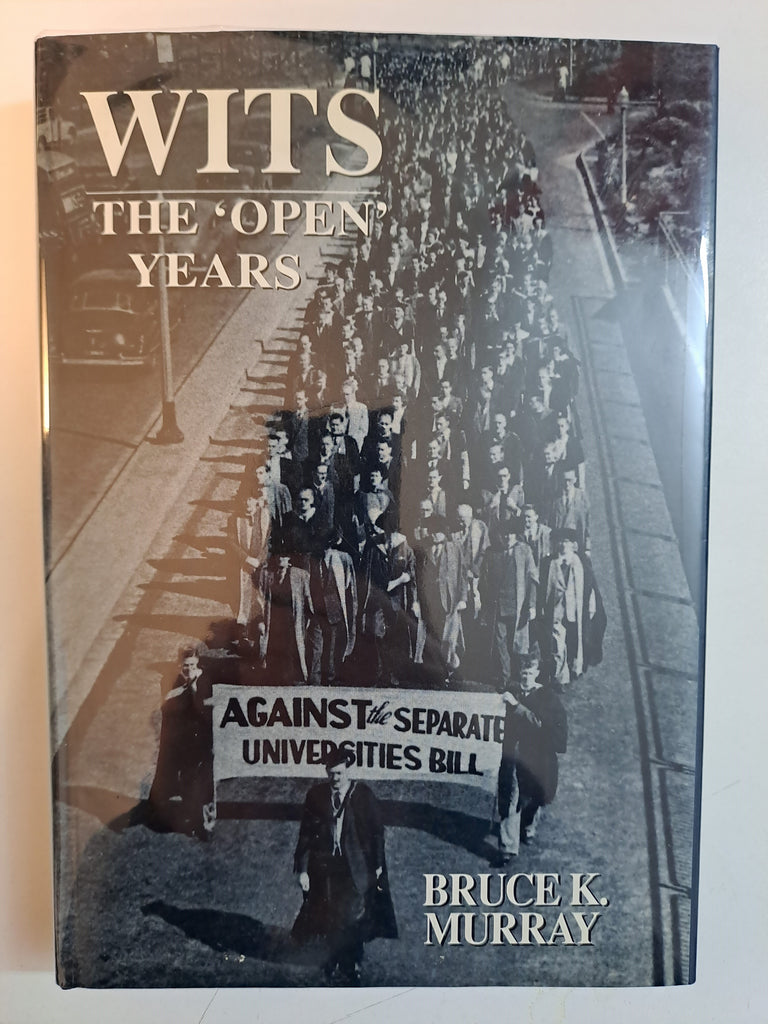 WITS
THE ‘OPEN’
YEARS
AGAINST the SEPARATE
UNIVERSITIES BILL
BRUCE K.
MURRAY